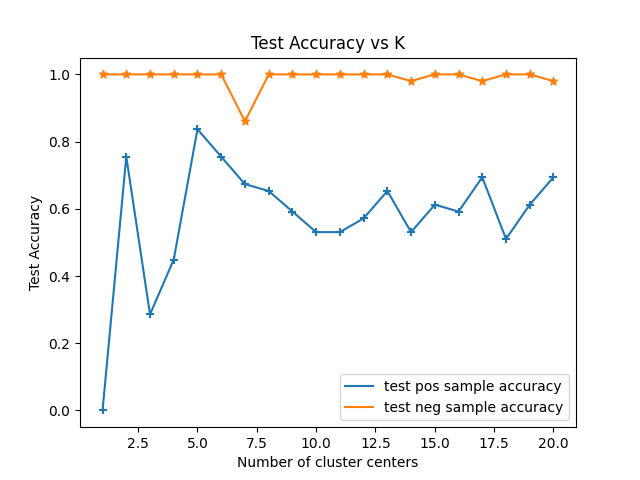 Test Accuracy vs K
1.0
0.8
0.6
0.4
0.2
0.0
Test Accuracy
test pos sample accuracy
test neg sample accuracy
2.5 5.0 7.5 10.0 12.5 15.0 17.5 20.0
Number of cluster centers